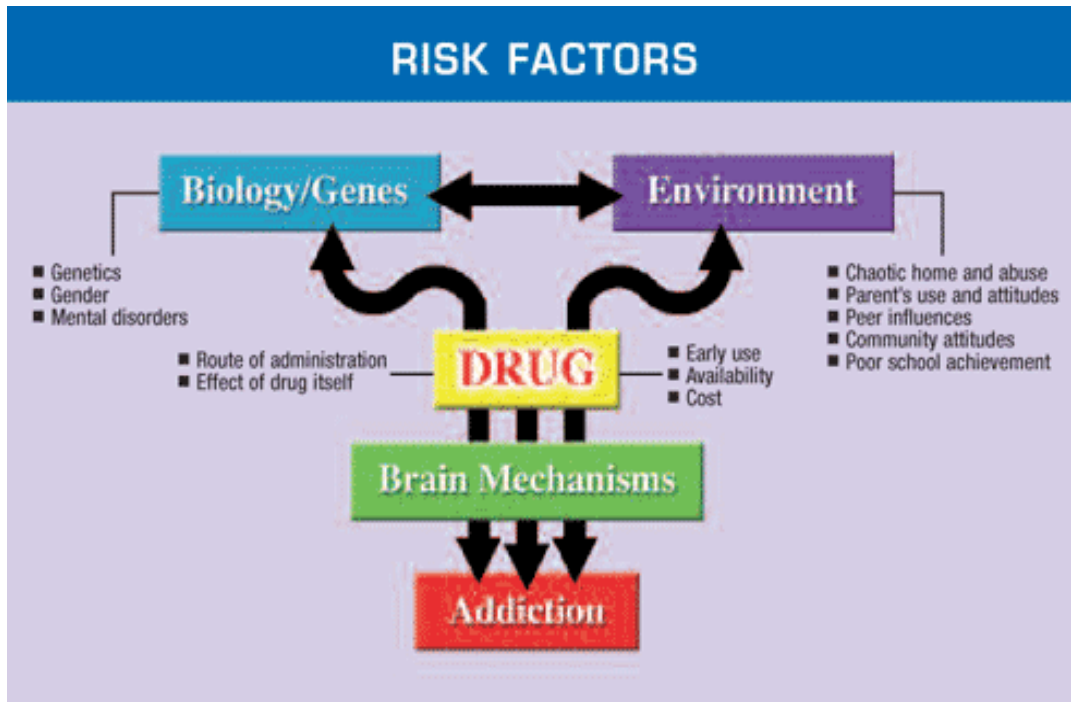 RISK FACTORS
Biology/Genes
Environment
■ Genetics
■ Gender
■ Mental disorders
■ Chaotic home and abuse
■ Parent's use and attitudes
■ Peer influences
■ Community attitudes
■ Poor school achievement
■ Route of administration
■ Effect of drug itself
DRUG
■ Early use
■ Availability
■ Cost
Brain Mechanisms
Addiction